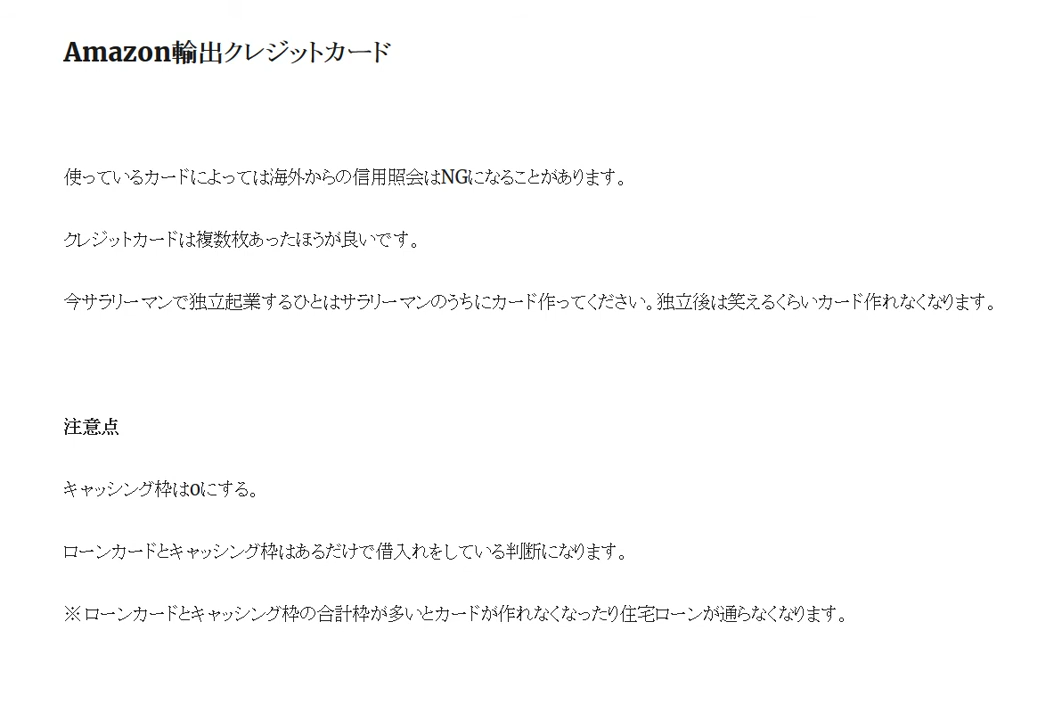 Amazon輸出クレジットカード
使っているカードによっては海外からの信用照会はNGになることがあります。
クレジットカードは複数枚あったほうが良いです。
今サラリーマンで独立起業するひとはサラリーマンのうちにカード作ってください。独立後は笑えるくらいカード作れなくなります。
注意点
キャッシング枠は0にする。
ローンカードとキャッシング枠はあるだけで借入れをしている判断になります。
※ローンカードとキャッシング枠の合計枠が多いとカードが作れなくなったり住宅ローンが通らなくなります。